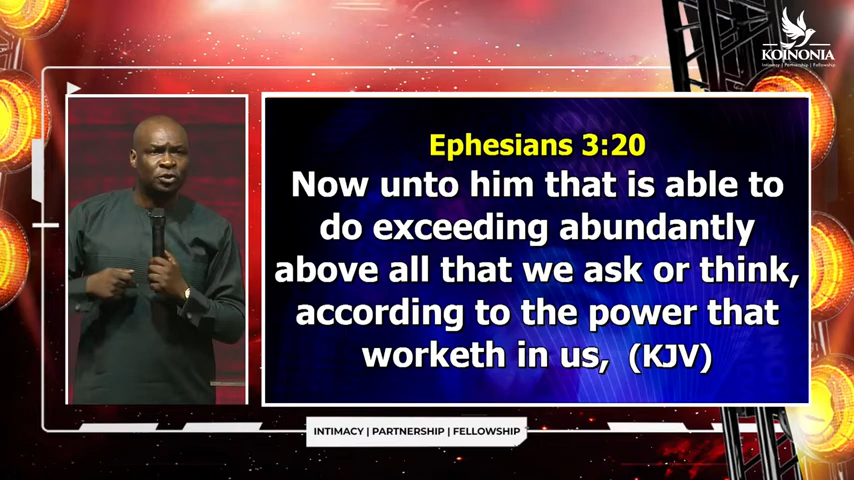 KOINONIA
Intimacy | Partnership | Fellowship
Ephesians 3:20
Now unto him that is able to
do exceeding abundantly
above all that we ask or think,
according to the power that
worketh in us, (KJV)
INTIMACY | PARTNERSHIP | FELLOWSHIP